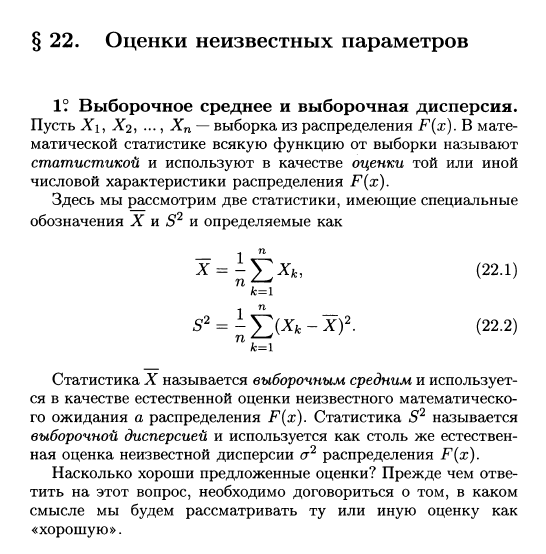 § 22. Оценки неизвестных параметров
1°. Выборочное среднее и выборочная дисперсия.
Пусть X₁, X₂, ..., Xₙ — выборка из распределения F(x). В мате-
матической статистике всякую функцию от выборки называют
статистикой и используют в качестве оценки той или иной
числовой характеристики распределения F(x).
Здесь мы рассмотрим две статистики, имеющие специальные
обозначения X̅ и S² и определяемые как
X̅ = \frac{1}{n} \sum_{k=1}^{n} X_k, (22.1)
S² = \frac{1}{n} \sum_{k=1}^{n} (X_k − X̅)². (22.2)
Статистика X̅ называется выборочным средним и использует-
ся в качестве естественной оценки неизвестного математическо-
го ожидания a распределения F(x). Статистика S² называется
выборочной дисперсией и используется как столь же естествен-
ная оценка неизвестной дисперсии σ² распределения F(x).
Насколько хороши предложенные оценки? Прежде чем отве-
тить на этот вопрос, необходимо договориться о том, в каком
смысле мы будем рассматривать ту или иную оценку как
«хорошую».